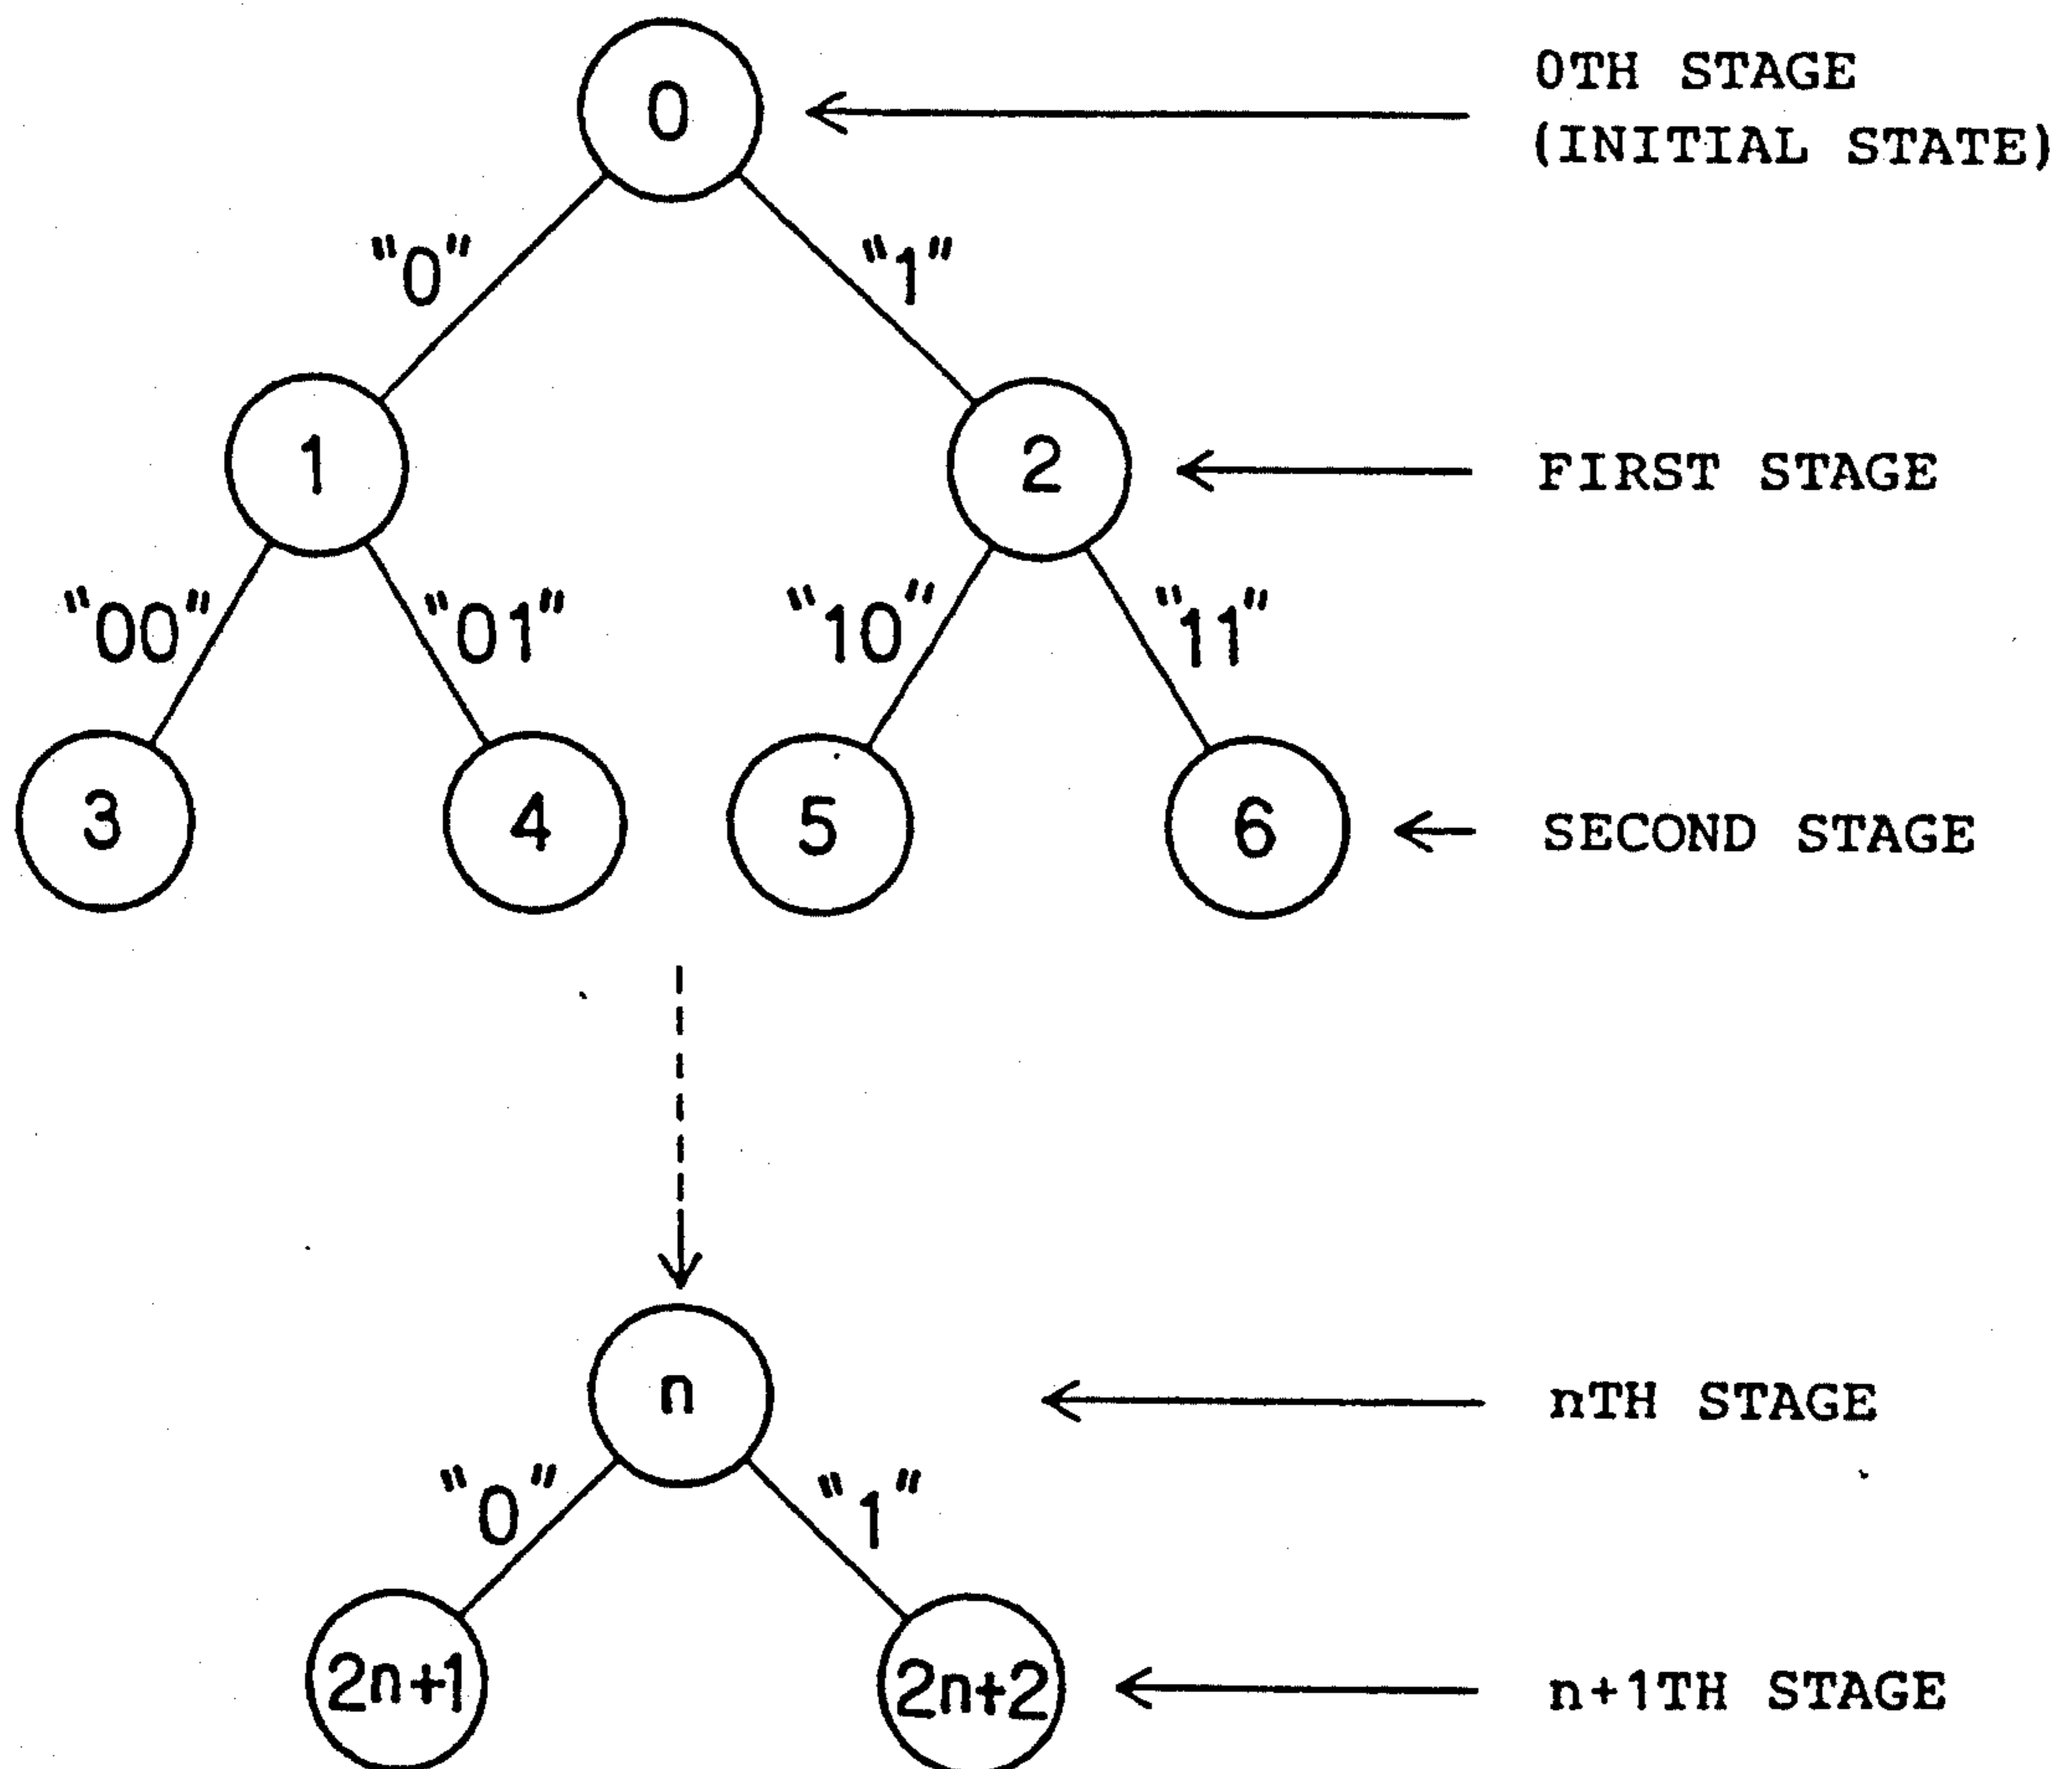 0
0TH STAGE
(INITIAL STATE)
"0"
"1"
1
2
FIRST STAGE
"00"
"01"
"10"
"11"
3
4
5
6
SECOND STAGE
n
nTH STAGE
"0"
"1"
2n+1
2n+2
n+1TH STAGE